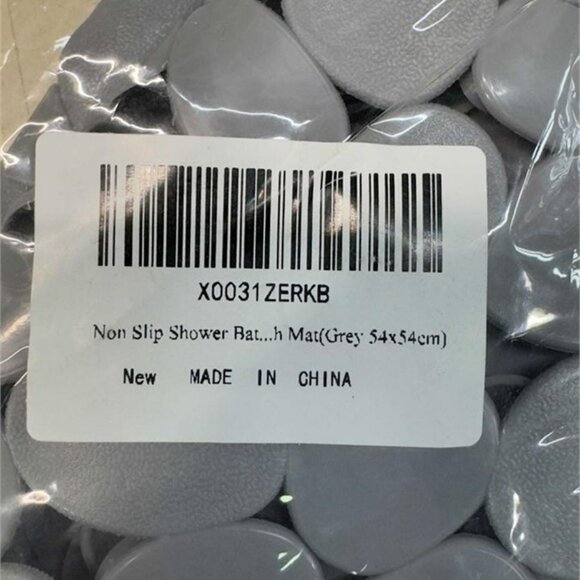 X0031ZERKB
Non Slip Shower Bat...h Mat(Grey 54x54cm)
New MADE IN CHINA